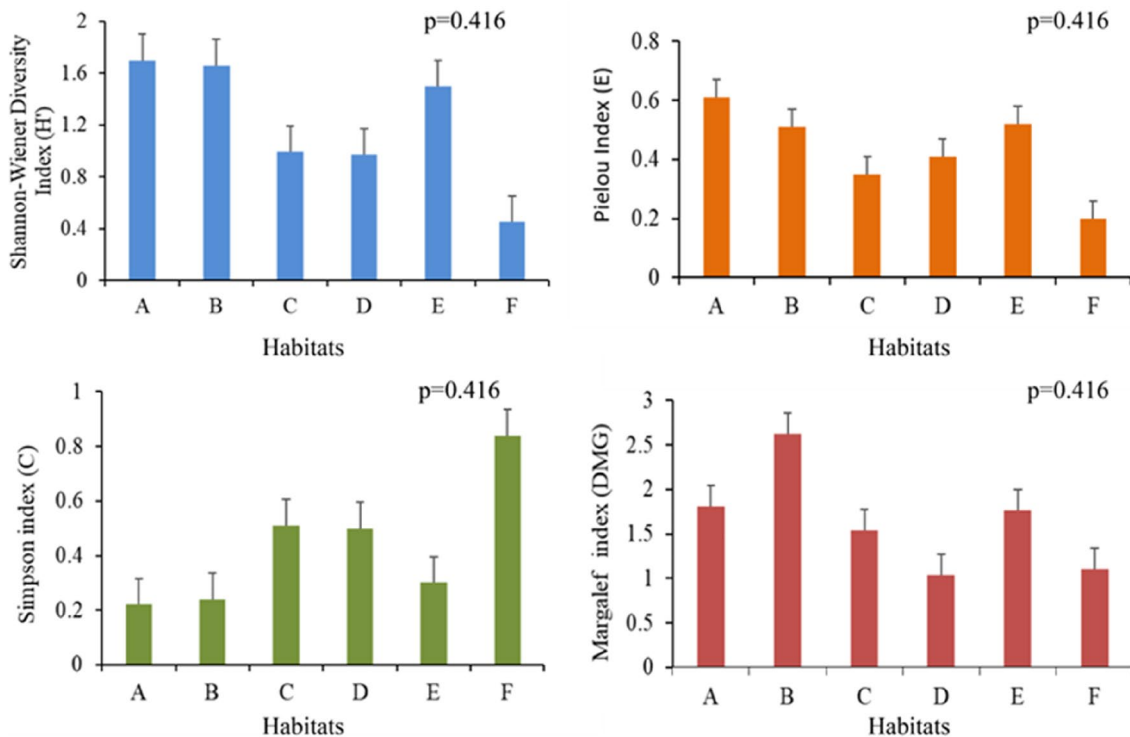 p=0.416
Shannon-Wiener Diversity
Index (H')
1.6
1.2
0.8
0.4
0
A B C D E F
Habitats
p=0.416
Pielou Index (E)
0.8
0.6
0.4
0.2
0
A B C D E F
Habitats
p=0.416
Simpson index (C)
1
0.8
0.6
0.4
0.2
0
A B C D E F
Habitats
p=0.416
Margalef index (DMG)
3
2.5
2
1.5
1
0.5
0
A B C D E F
Habitats